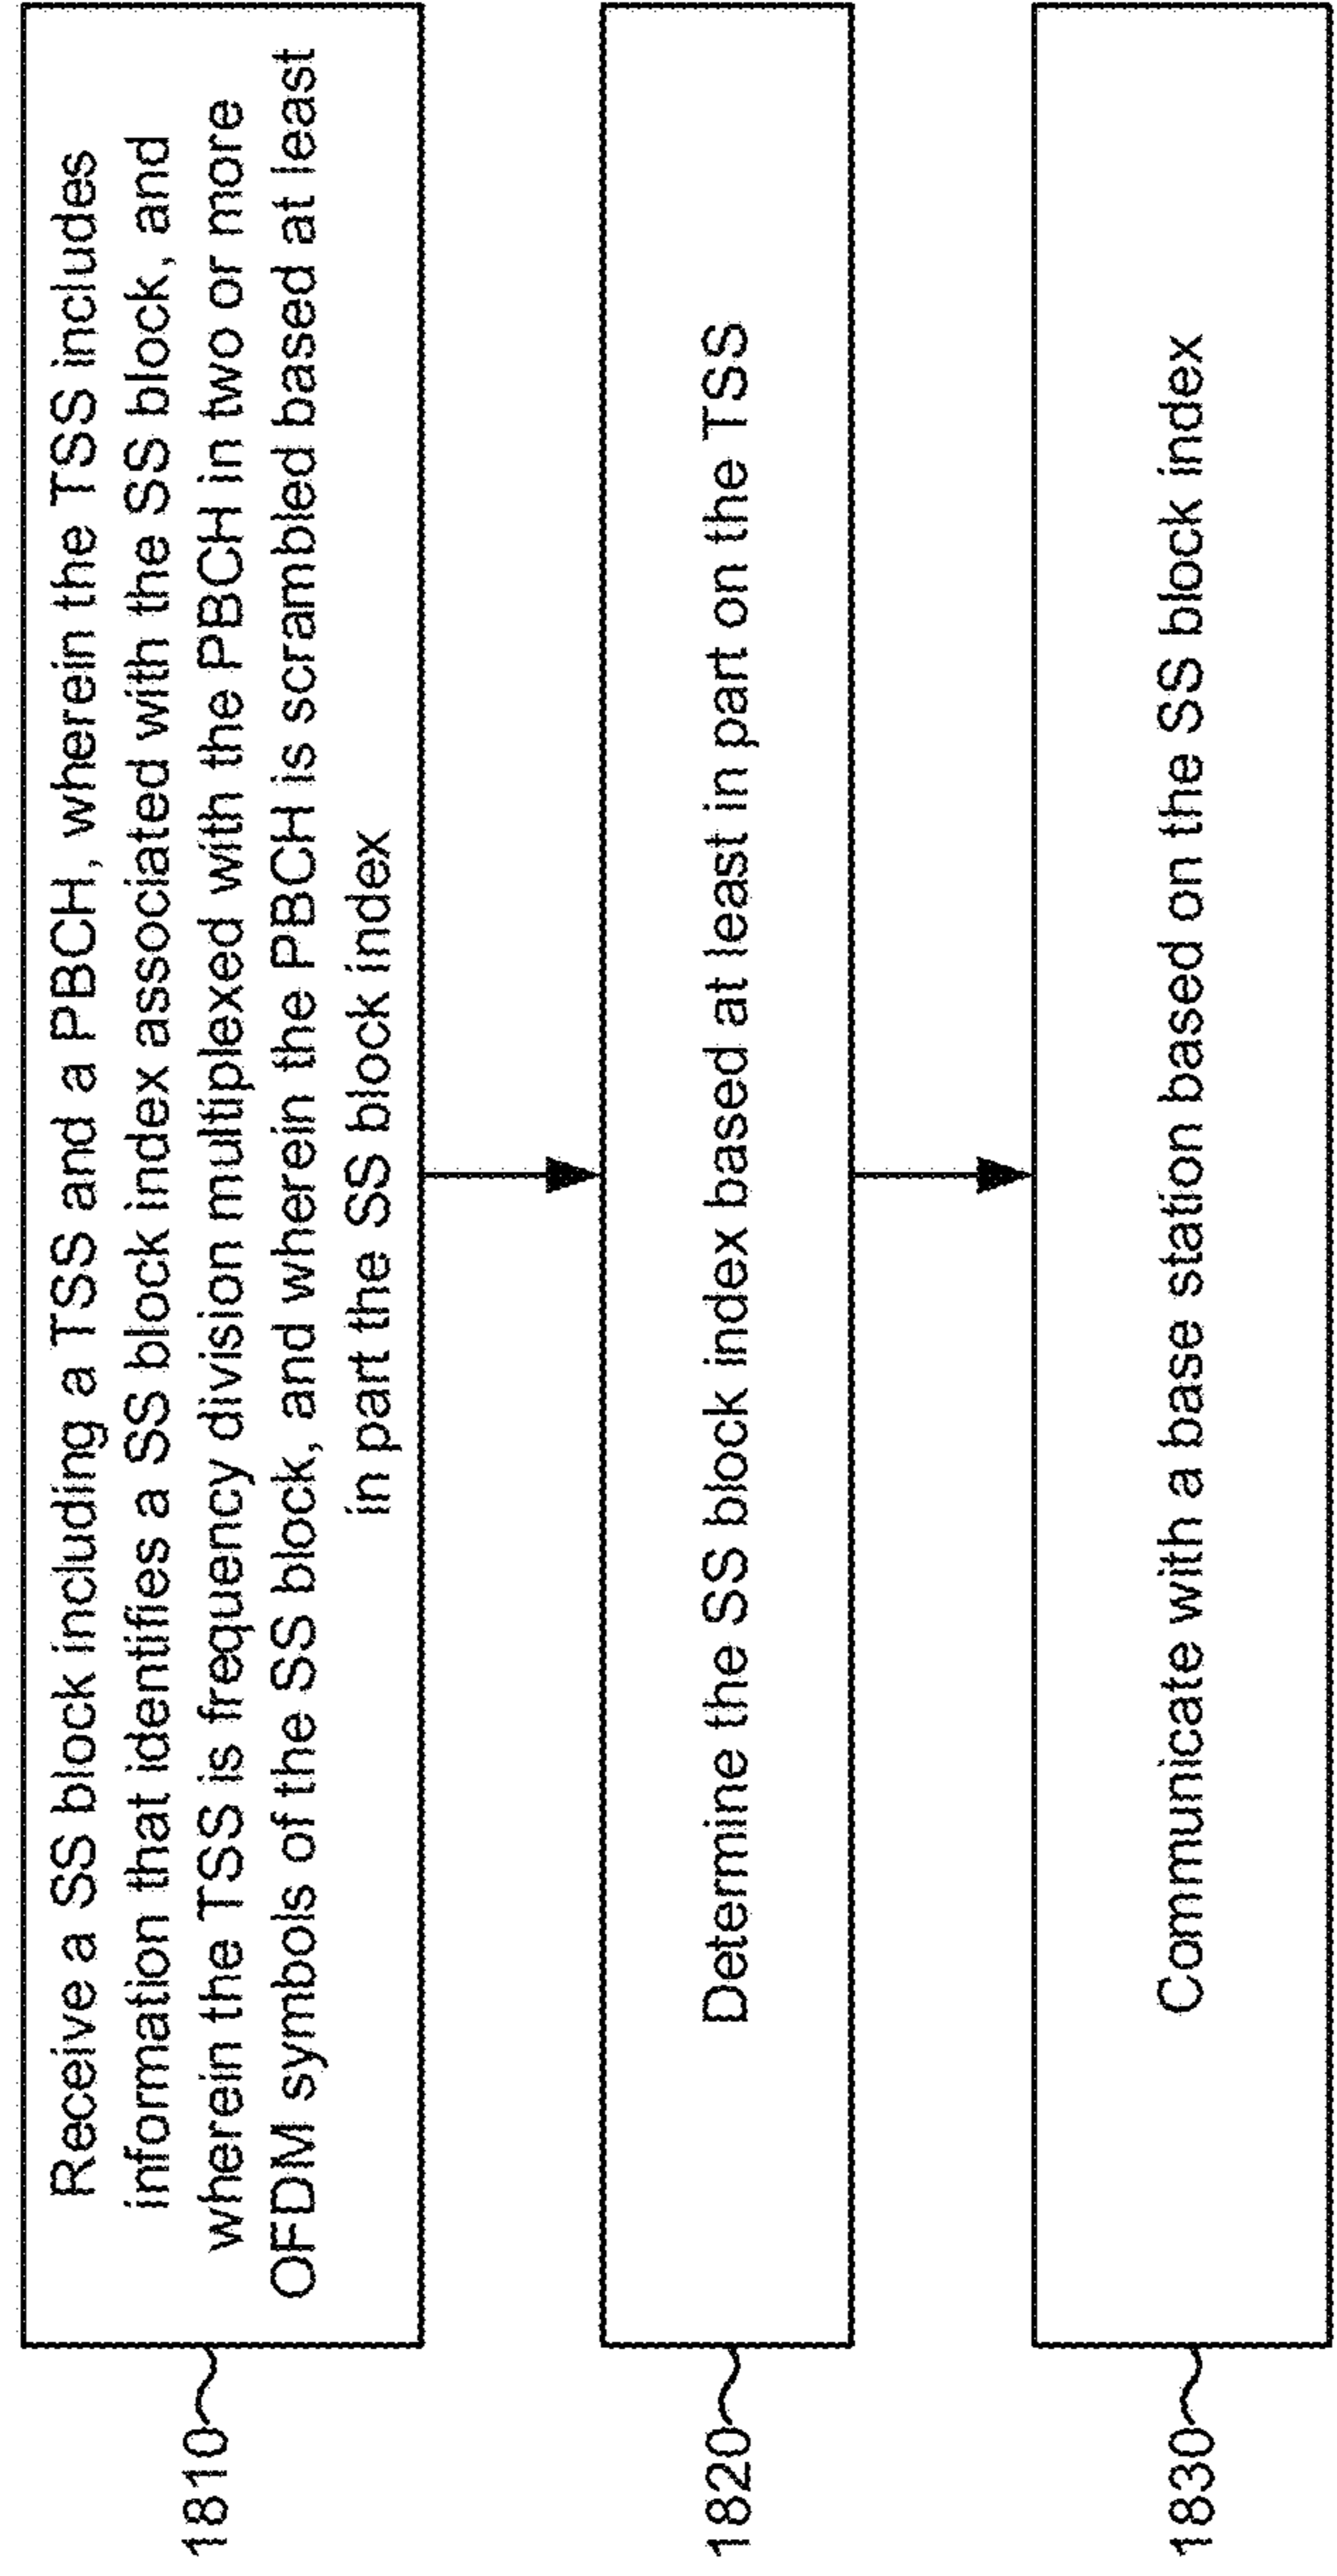 1810
Receive a SS block including a TSS and a PBCH, wherein the TSS includes
information that identifies a SS block index associated with the SS block, and
wherein the TSS is frequency division multiplexed with the PBCH in two or more
OFDM symbols of the SS block, and wherein the PBCH is scrambled based at least
in part the SS block index
1820
Determine the SS block index based at least in part on the TSS
1830
Communicate with a base station based on the SS block index